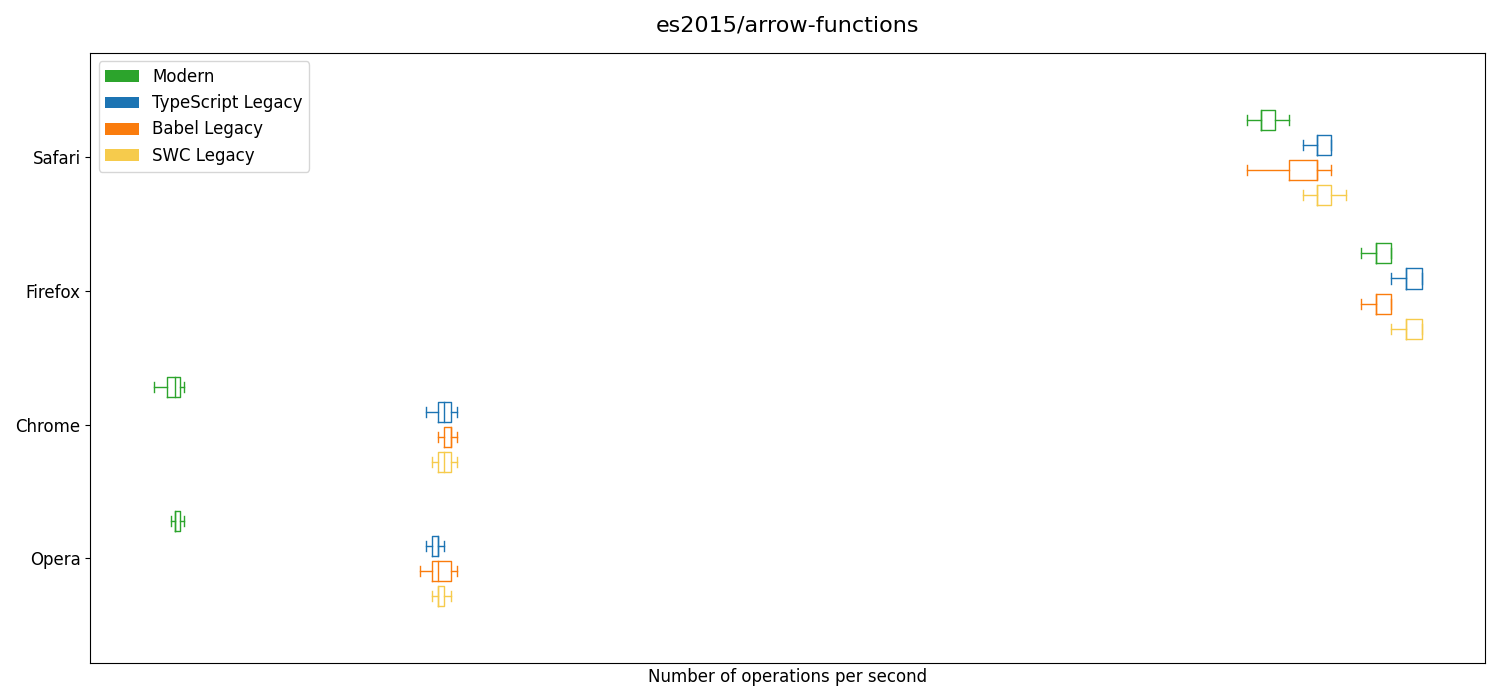 es2015/arrow-functions
Modern
TypeScript Legacy
Babel Legacy
SWC Legacy
Safari
Firefox
Chrome
Opera
Number of operations per second